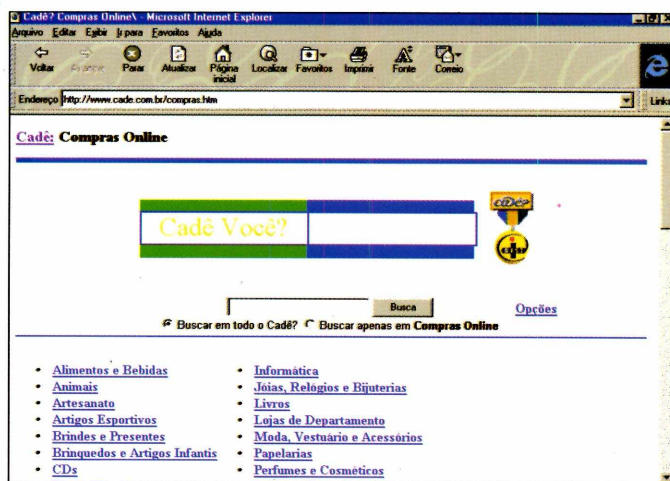 Cadê? Compras Online\ - Microsoft Internet Explorer
Arquivo Editar Exibir Ir para Favoritos Ajuda
Voltar Avançar Parar Atualizar Página inicial Localizar Favoritos Imprimir Fonte Correio
Endereço http://www.cade.com.br/compras.htm Links
Cadê: Compras Online
Cadê Você?
cadê?
Busca Opções
Buscar em todo o Cadê? Buscar apenas em Compras Online
Alimentos e Bebidas
Animais
Artesanato
Artigos Esportivos
Brindes e Presentes
Brinquedos e Artigos Infantis
CDs
Informática
Jóias, Relógios e Bijuterias
Livros
Lojas de Departamento
Moda, Vestuário e Acessórios
Papelarias
Perfumes e Cosméticos